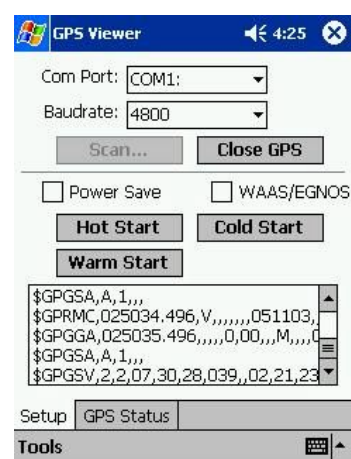 GPS Viewer 4:25
Com Port: COM1:
Baudrate: 4800
Scan... Close GPS
Power Save WAAS/EGNOS
Hot Start Cold Start
Warm Start
$GPGSA,A,1,,,
$GPRMC,025034.496,V,,,,,,,051103,,
$GPGGA,025035.496,,,,,0,00,,,M,,,,0
$GPGSA,A,1,,,
$GPGSV,2,2,07,30,28,039,,02,21,23
Setup GPS Status
Tools